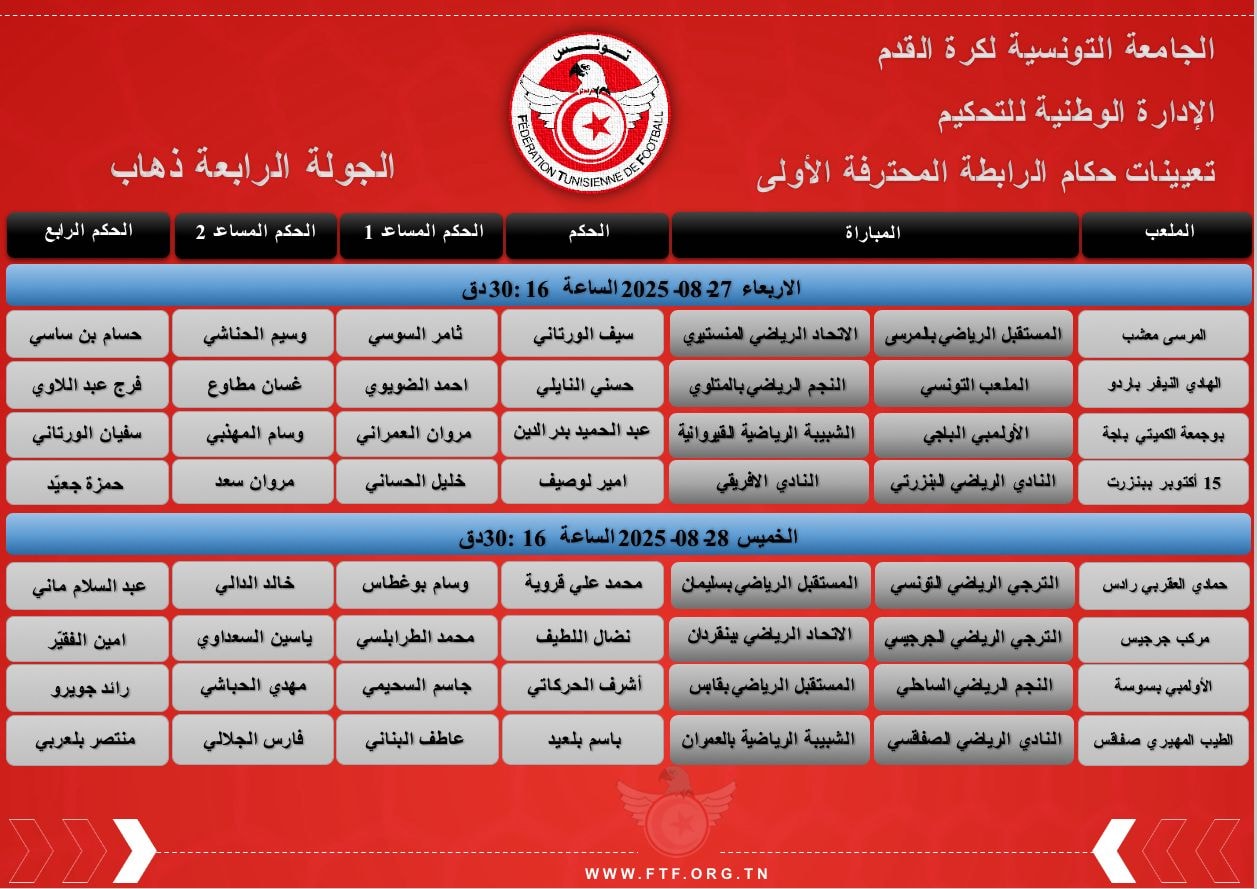 الجامعة التونسية لكرة القدم
الإدارة الوطنية للتحكيم
تعيينات حكام الرابطة المحترفة الأولى
تونس
FÉDÉRATION TUNISIENNE DE FOOTBALL
الجولة الرابعة ذهاب
الملعب المباراة الحكم الحكم المساعد 1 الحكم المساعد 2 الحكم الرابع
الاربعاء 27-08-2025 الساعة 16 :30دق
المرسى معشب المستقبل الرياضي بالمرسى الاتحاد الرياضي المنستيري سيف الورتاني ثامر السوسي وسيم الحناشي حسام بن ساسي
الهادي النيفر باردو الملعب التونسي النجم الرياضي بالمتلوي حسني النايلي احمد الضويوي غسان مطاوع فرج عبد اللاوي
بوجمعة الكميتي باجة الأولمبي الباجي الشبيبة الرياضية القيروانية عبد الحميد بدر الدين مروان العمراني وسام المهذبي سفيان الورتاني
15 أكتوبر ببنزرت النادي الرياضي البنزرتي النادي الافريقي امير لوصيف خليل الحساني مروان سعد حمزة جعيّد
الخميس 28-08-2025 الساعة 16 :30دق
حمادي العقربي رادس الترجي الرياضي التونسي المستقبل الرياضي بسليمان محمد علي قروية وسام بوغطاس خالد الدالي عبد السلام ماني
مركب جرجيس الترجي الرياضي الجرجيسي الاتحاد الرياضي ببنقردان نضال اللطيف محمد الطرابلسي ياسين السعداوي امين الفقيّر
الأولمبي بسوسة النجم الرياضي الساحلي المستقبل الرياضي بقابس أشرف الحركاتي جاسم السحيمي مهدي الحباشي رائد جويرو
الطيب المهيري صفاقس النادي الرياضي الصفاقسي الشبيبة الرياضية بالعمران باسم بلعيد عاطف البناني فارس الجلالي منتصر بلعربي
WWW.FTF.ORG.TN